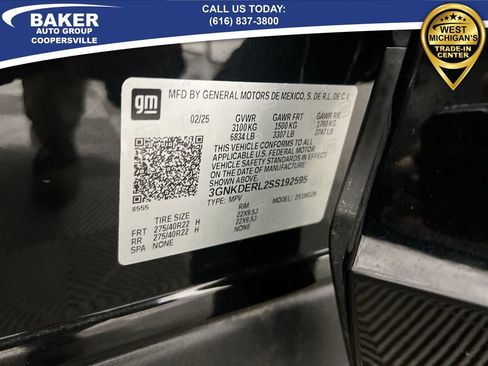 BAKER
AUTO GROUP
COOPERSVILLE
CALL US TODAY:
(616) 837-3800
WEST
MICHIGAN'S
TRADE-IN
CENTER
gm
MFD BY GENERAL MOTORS DE MEXICO, S. DE R.L. DE C.V.
02/25 GVWR GAWR FRT GAWR RR
3100 KG 1500 KG 1700 KG
6834 LB 3307 LB 3747 LB
THIS VEHICLE CONFORMS TO ALL
APPLICABLE U.S. FEDERAL MOTOR
VEHICLE SAFETY STANDARDS IN EFFECT
ON THE DATE OF MANUFACTURE SHOWN ABOVE.
3GNKDERL2SS192595
TYPE: MPV MODEL:
8555
TIRE SIZE RIM
FRT 275/40R22 H 22X9.5J
RR 275/40R22 H 22X9.5J
SPA NONE NONE